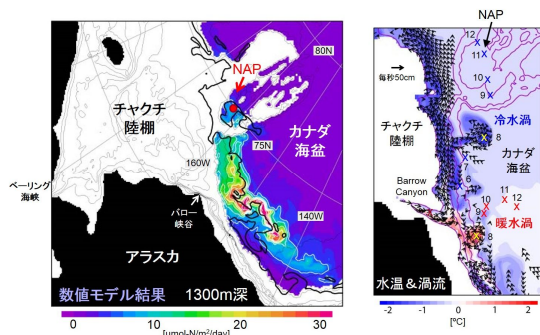 80N
NAP
チャクチ
陸棚
カナダ
海盆
75N
160W
ベーリング
海峡
バロー
峡谷
140W
アラスカ
数値モデル結果
1300m深
0 10 20 30
[umol-N/m²/day]
NAP
12
11
毎秒50cm
10
9
冷水渦
チャクチ
陸棚
8
カナダ
海盆
7
6
Barrow
Canyon
11
10
12
9
暖水渦
8
水温&渦流
-2 -1 0 1 2
[ºC]